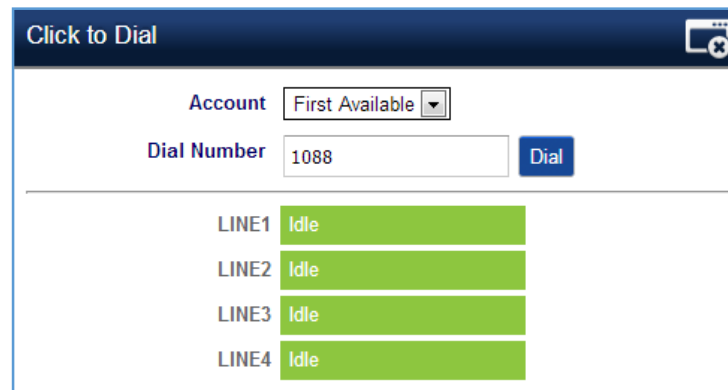 Click to Dial
Account First Available
Dial Number 1088 Dial
LINE1 Idle
LINE2 Idle
LINE3 Idle
LINE4 Idle